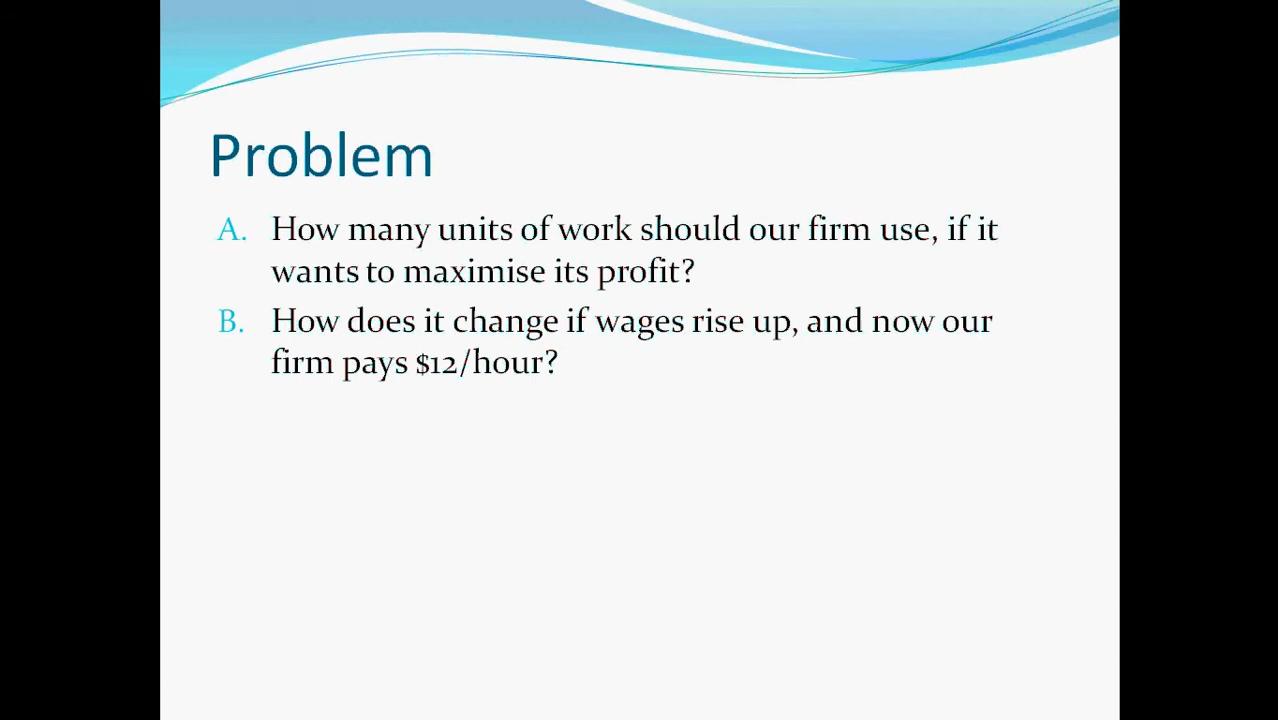 Problem
A. How many units of work should our firm use, if it
wants to maximise its profit?
B. How does it change if wages rise up, and now our
firm pays $12/hour?